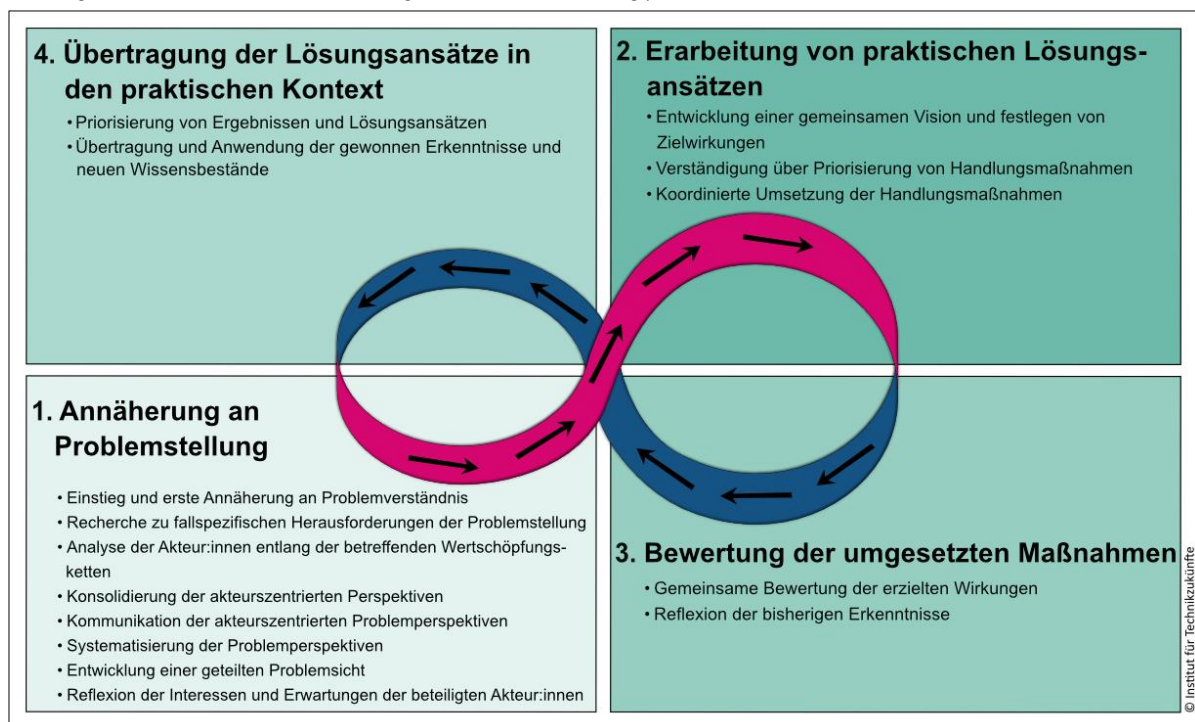 4. Übertragung der Lösungsansätze in
den praktischen Kontext
• Priorisierung von Ergebnissen und Lösungsansätzen
• Übertragung und Anwendung der gewonnen Erkenntnisse und
neuen Wissensbestände
2. Erarbeitung von praktischen Lösungs-
ansätzen
• Entwicklung einer gemeinsamen Vision und festlegen von
Zielwirkungen
• Verständigung über Priorisierung von Handlungsmaßnahmen
• Koordinierte Umsetzung der Handlungsmaßnahmen
1. Annäherung an
Problemstellung
• Einstieg und erste Annäherung an Problemverständnis
• Recherche zu fallspezifischen Herausforderungen der Problemstellung
• Analyse der Akteur:innen entlang der betreffenden Wertschöpfungs-
ketten
• Konsolidierung der akteurszentrierten Perspektiven
• Kommunikation der akteurszentrierten Problemperspektiven
• Systematisierung der Problemperspektiven
• Entwicklung einer geteilten Problemsicht
• Reflexion der Interessen und Erwartungen der beteiligten Akteur:innen
3. Bewertung der umgesetzten Maßnahmen
• Gemeinsame Bewertung der erzielten Wirkungen
• Reflexion der bisherigen Erkenntnisse
© Institut für Technikzukünfte